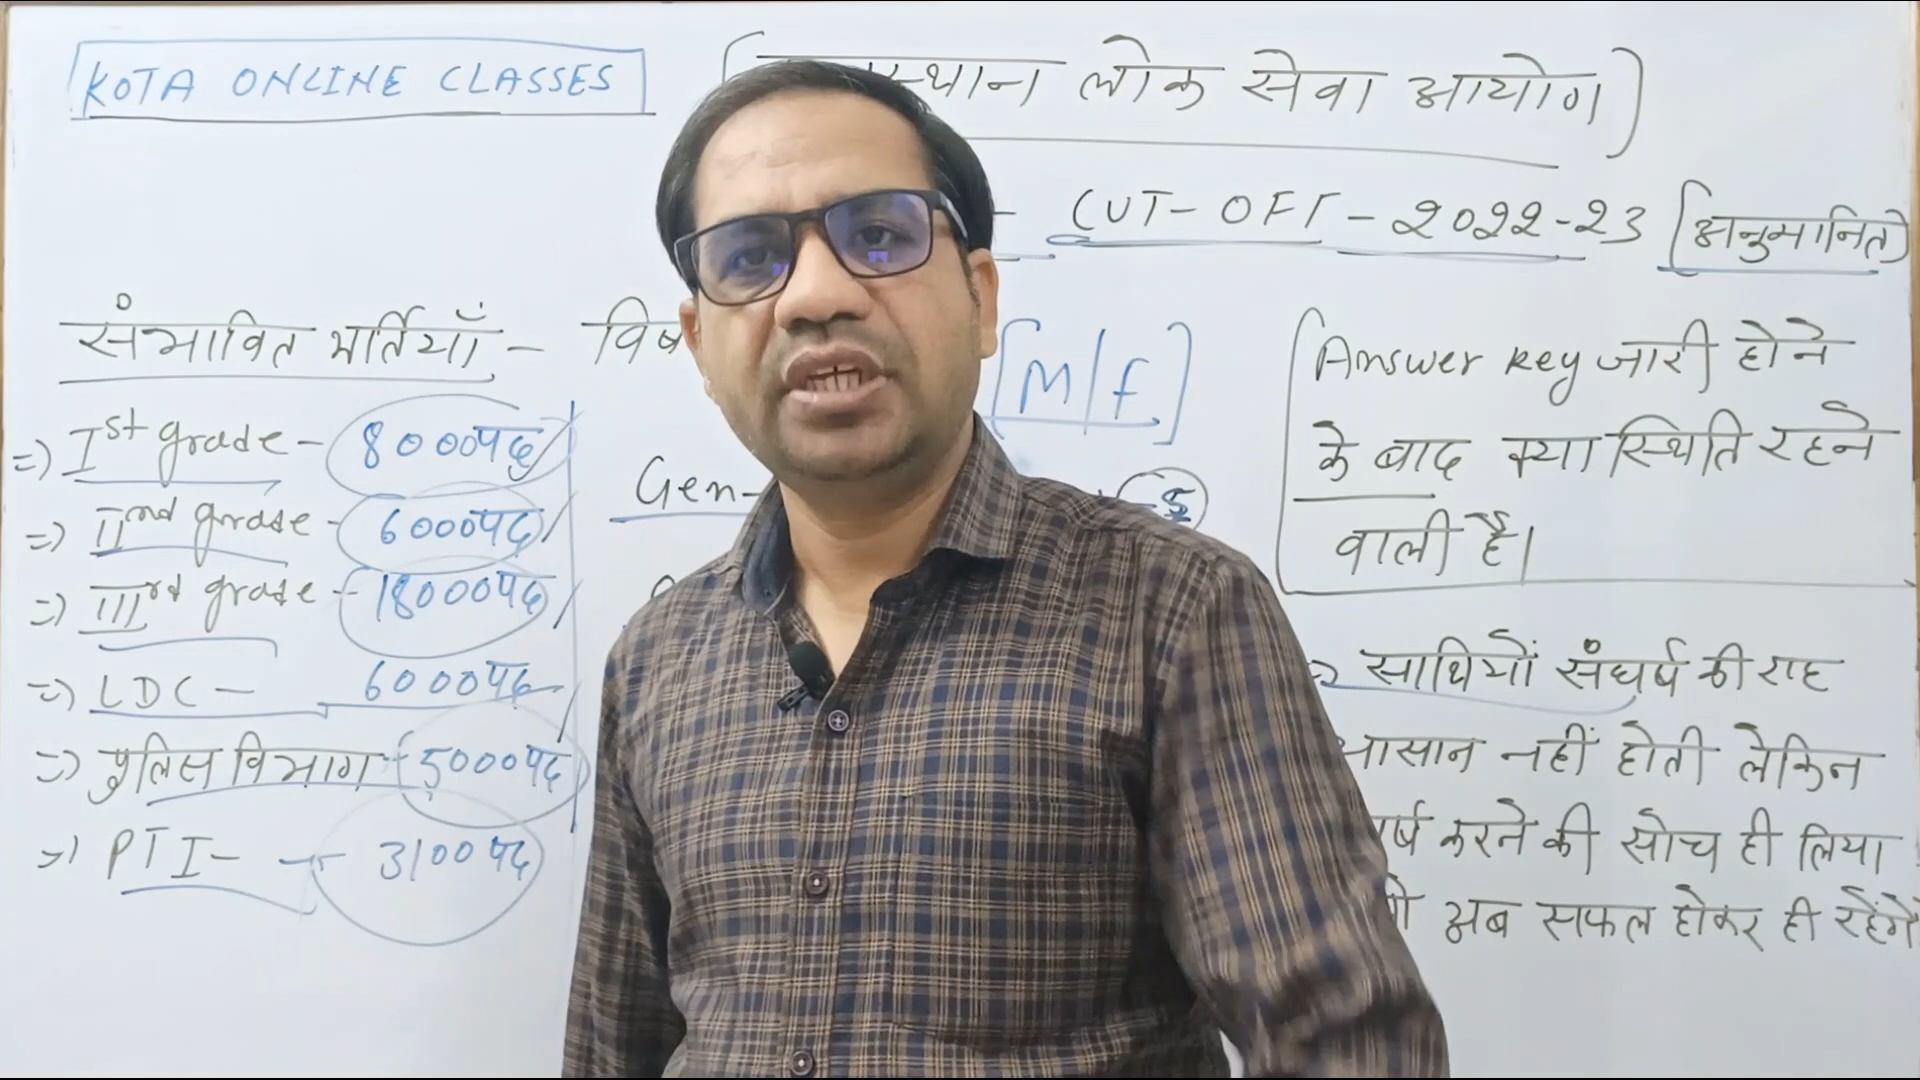 KOTA ONLINE CLASSES
लोक सेवा आयोग
CUT-OFF-2022-23 [अनुमानित]
संभावित भर्तियाँ-
[M/F]
=> Ist grade- 8000पद
=> IInd grade- 6000पद
=> IIIrd grade- 18000पद
=> LDC- 6000पद
=> पुलिस विभाग- 5000पद
=> PTI- 3100पद
Gen-
5
Answer key जारी होने
के बाद क्या स्थिति रहने
वाली है।
साथियों संघर्ष की राह
नहीं होती लेकिन
करने की सोच ही लिया
अब सफल होकर ही रहेंगे